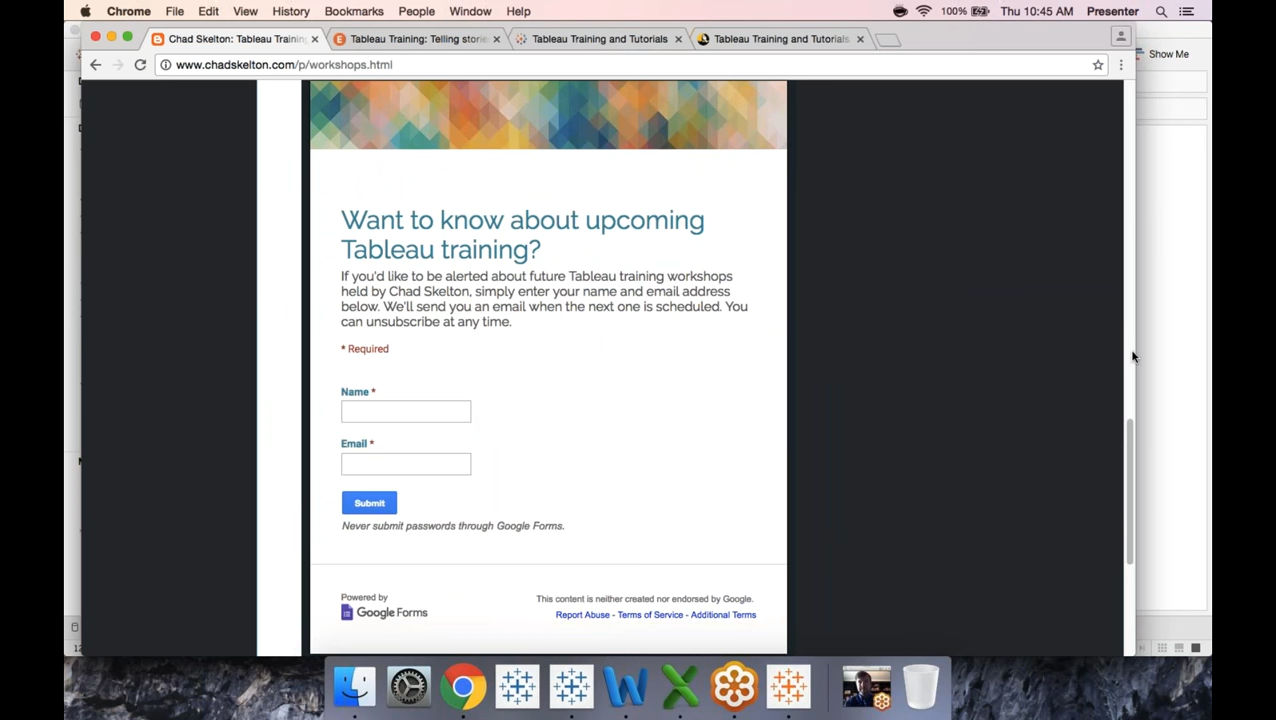 Chrome File Edit View History Bookmarks People Window Help 100% Thu 10:45 AM Presenter
Chad Skelton: Tableau Trainin
Tableau Training: Telling stories
Tableau Training and Tutorials
Tableau Training and Tutorials
Show Me
www.chadskelton.com/p/workshops.html
Want to know about upcoming
Tableau training?
If you'd like to be alerted about future Tableau training workshops
held by Chad Skelton, simply enter your name and email address
below. We'll send you an email when the next one is scheduled. You
can unsubscribe at any time.
* Required
Name *
Email *
Submit
Never submit passwords through Google Forms.
Powered by
Google Forms
This content is neither created nor endorsed by Google.
Report Abuse - Terms of Service - Additional Terms